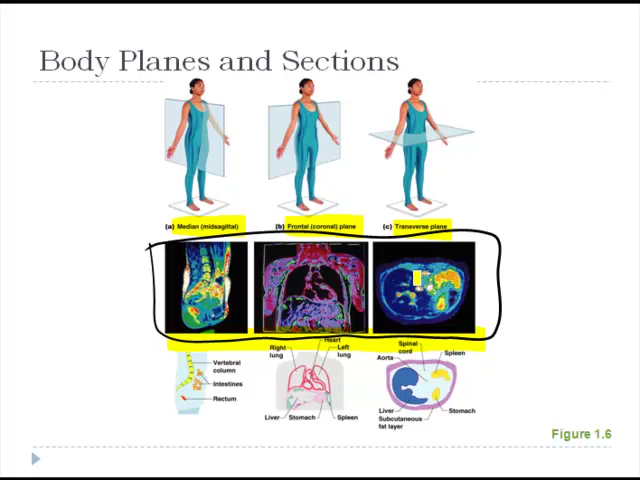 Body Planes and Sections
(a) Median (midsagittal)
(b) Frontal (coronal) plane
(c) Transverse plane
Vertebral
column
Intestines
Rectum
Right
lung
Heart
Left
lung
Liver
Stomach
Spleen
Spinal
cord
Aorta
Spleen
Liver
Stomach
Subcutaneous
fat layer
Figure 1.6